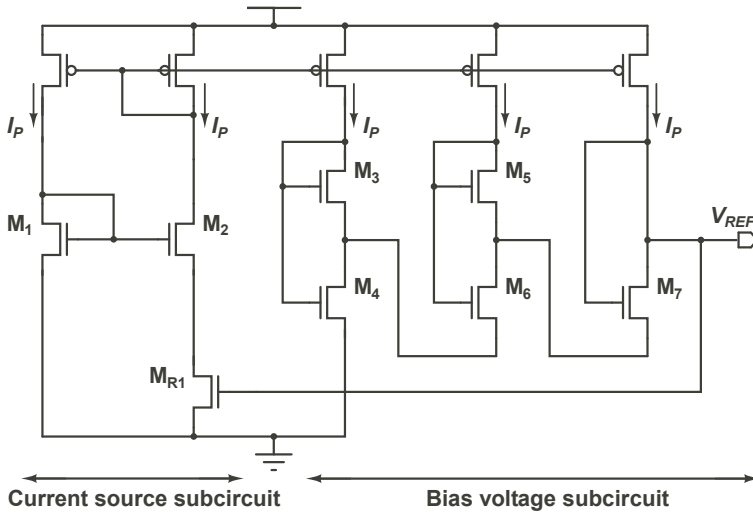 I_P I_P I_P I_P I_P
M_3 M_5
M_1 M_2 V_REF
M_4 M_6 M_7
M_R1
Current source subcircuit Bias voltage subcircuit